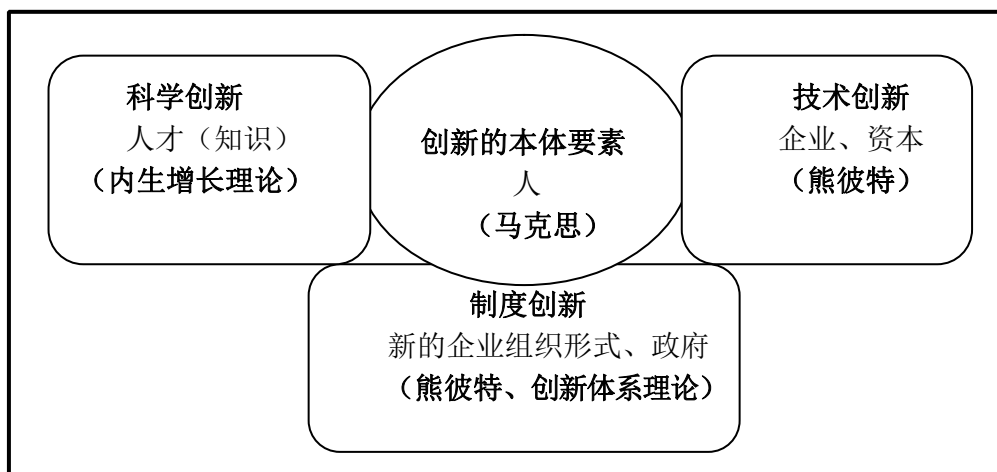 科学创新
人才（知识）
（内生增长理论）
创新的本体要素
人
（马克思）
技术创新
企业、资本
（熊彼特）
制度创新
新的企业组织形式、政府
（熊彼特、创新体系理论）